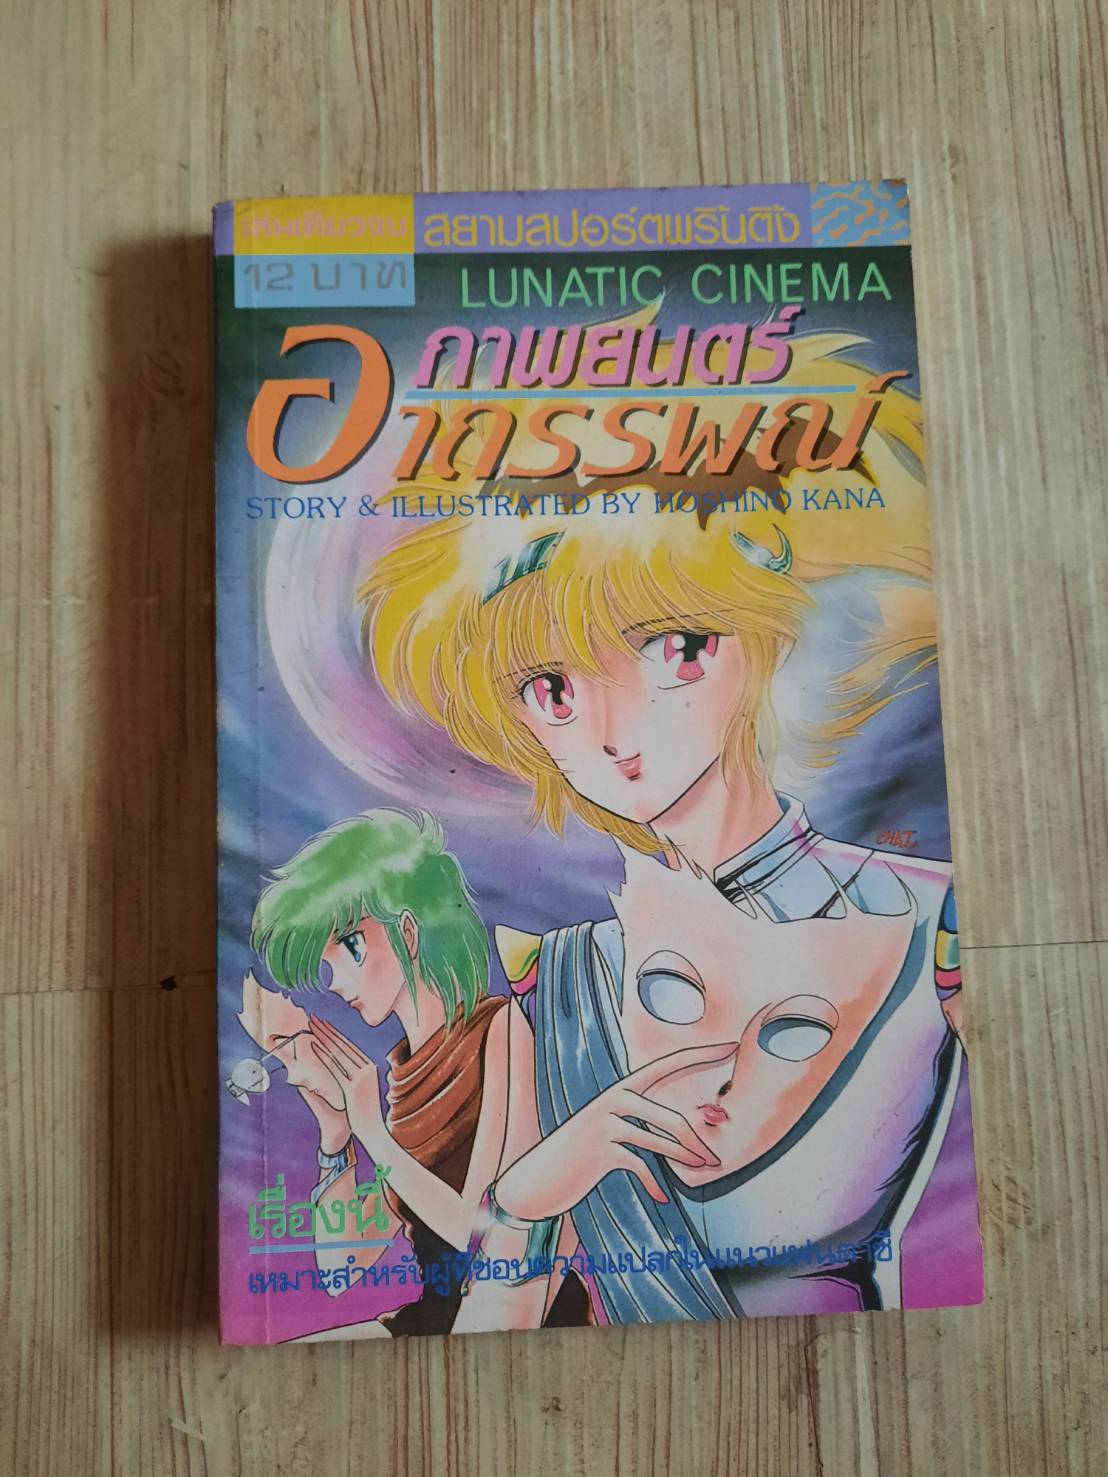 เล่มเดียวจบ
สยามสปอร์ตพริ้นติ้ง
12 บาท
LUNATIC CINEMA
ภาพยนตร์
อาถรรพณ์
STORY & ILLUSTRATED BY HOSHINO KANA
CHAT.
เรื่องนี้
เหมาะสำหรับผู้ที่ชอบความแปลกในแนวแฟนตาซี